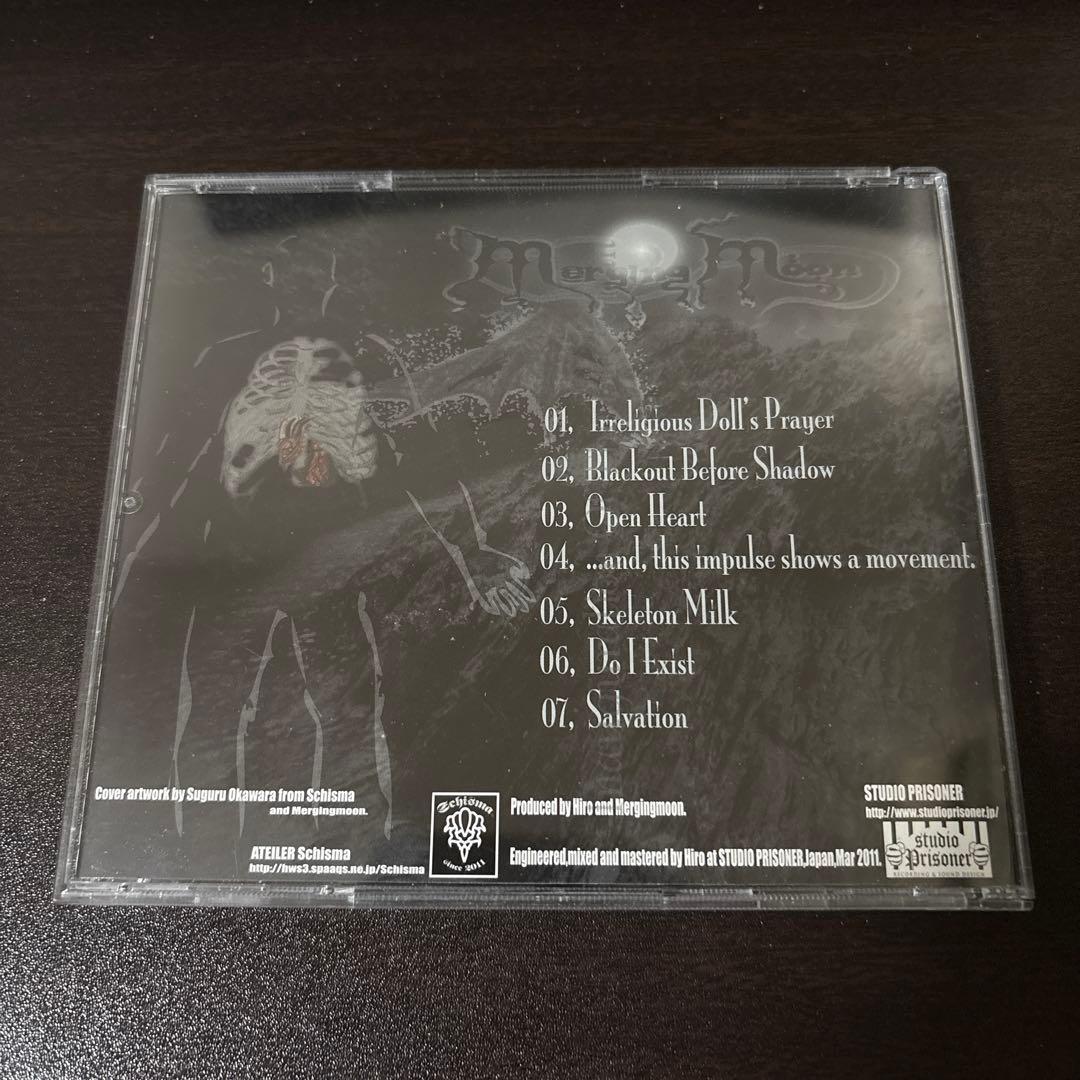 Merging Moon
01, Irreligious Doll's Prayer
02, Blackout Before Shadow
03, Open Heart
04, ...and, this impulse shows a movement.
05, Skeleton Milk
06, Do I Exist
07, Salvation
Cover artwork by Suguru Okawara from Schisma
and Mergingmoon.
ATEILER Schisma
http://hws3.spaaqs.ne.jp/Schisma
Schisma
since 2011
Produced by Hiro and Mergingmoon.
Engineered,mixed and mastered by Hiro at STUDIO PRISONER,Japan,Mar 2011.
STUDIO PRISONER
http://www.studioprisoner.jp/
studio
Prisoner
RECORDING & SOUND DESIGN